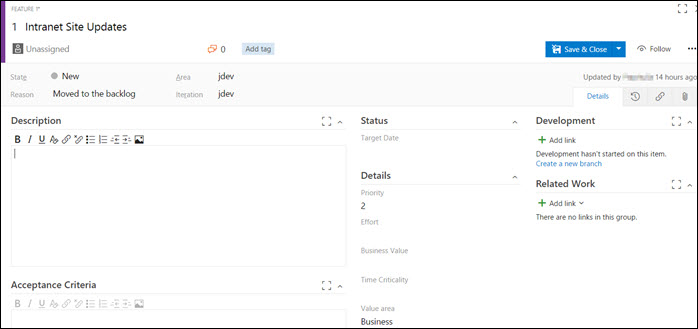 FEATURE 1*
1 Intranet Site Updates
Unassigned
0
Add tag
Save & Close
Follow
State
New
Area
jdev
Updated by 14 hours ago
Reason
Moved to the backlog
Iteration
jdev
Details
Description
B I U
Status
Target Date
Details
Priority
2
Effort
Business Value
Time Criticality
Value area
Business
Development
Add link
Development hasn't started on this item.
Create a new branch
Related Work
Add link
There are no links in this group.
Acceptance Criteria
B I U